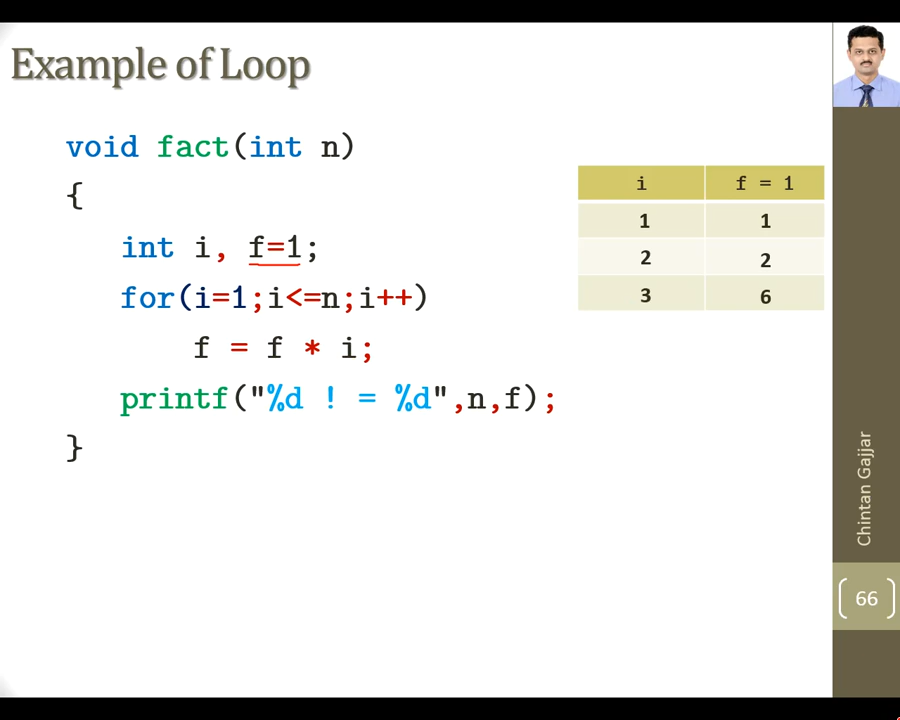 Example of Loop
void fact(int n)
{
int i, f=1;
for(i=1;i<=n;i++)
f = f * i;
printf("%d ! = %d",n,f);
}
i f = 1
1 1
2 2
3 6
Chintan Gajjar
66